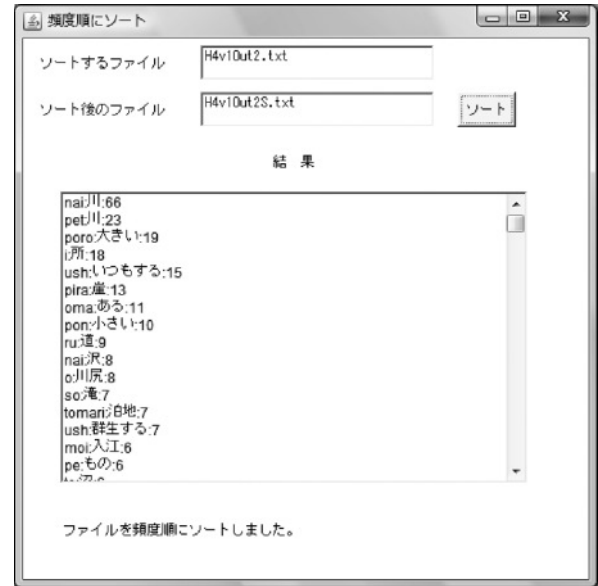 頻度順にソート
ソートするファイル H4v1Out2.txt
ソート後のファイル H4v1Out2S.txt ソート
結 果
nai:川:66
pet:川:23
poro:大きい:19
i:所:18
ush:いつもする:15
pira:崖:13
oma:ある:11
pon:小さい:10
ru:道:9
nai:沢:8
o:川尻:8
so:滝:7
tomari:泊地:7
ush:群生する:7
moi:入江:6
pe:もの:6
ファイルを頻度順にソートしました。